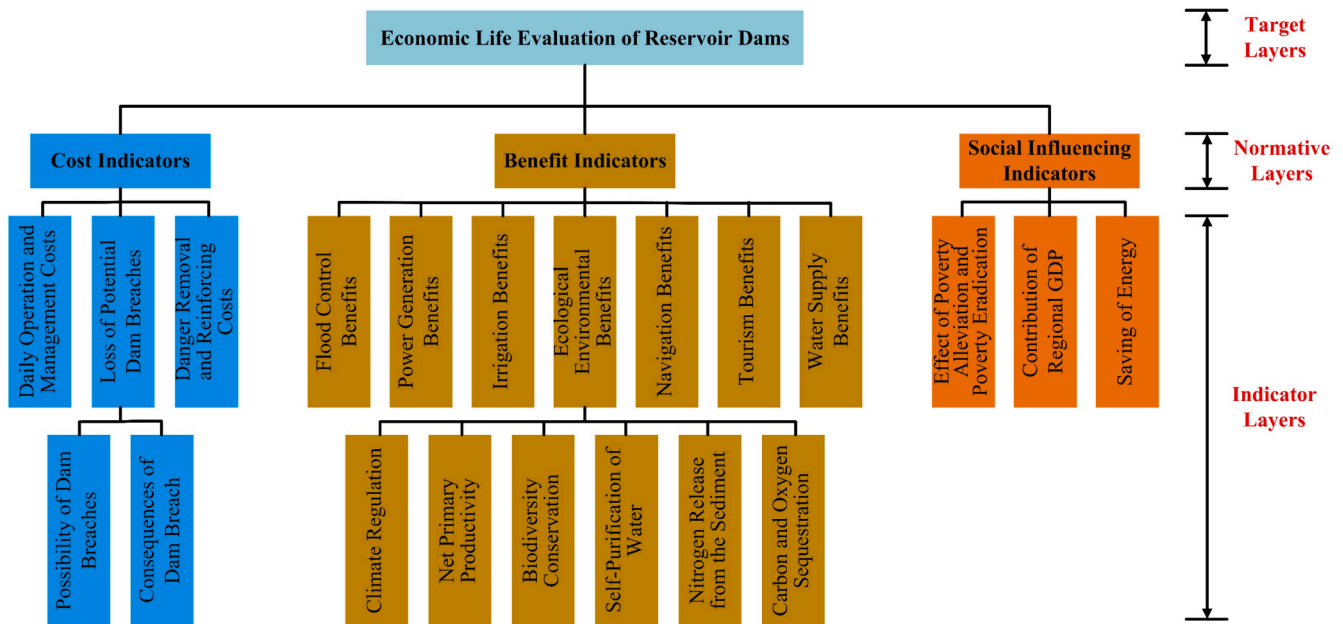 Economic Life Evaluation of Reservoir Dams
Target
Layers
Cost Indicators
Benefit Indicators
Social Influencing
Indicators
Normative
Layers
Daily Operation and
Management Costs
Loss of Potential
Dam Breaches
Danger Removal
and Reinforcing
Costs
Flood Control
Benefits
Power Generation
Benefits
Irrigation Benefits
Ecological
Environmental
Benefits
Navigation Benefits
Tourism Benefits
Water Supply
Benefits
Effect of Poverty
Alleviation and
Poverty Eradication
Contribution of
Regional GDP
Saving of Energy
Indicator
Layers
Possibility of Dam
Breaches
Consequences of
Dam Breach
Climate Regulation
Net Primary
Productivity
Biodiversity
Conservation
Self-Purification of
Water
Nitrogen Release
from the Sediment
Carbon and Oxygen
Sequestration